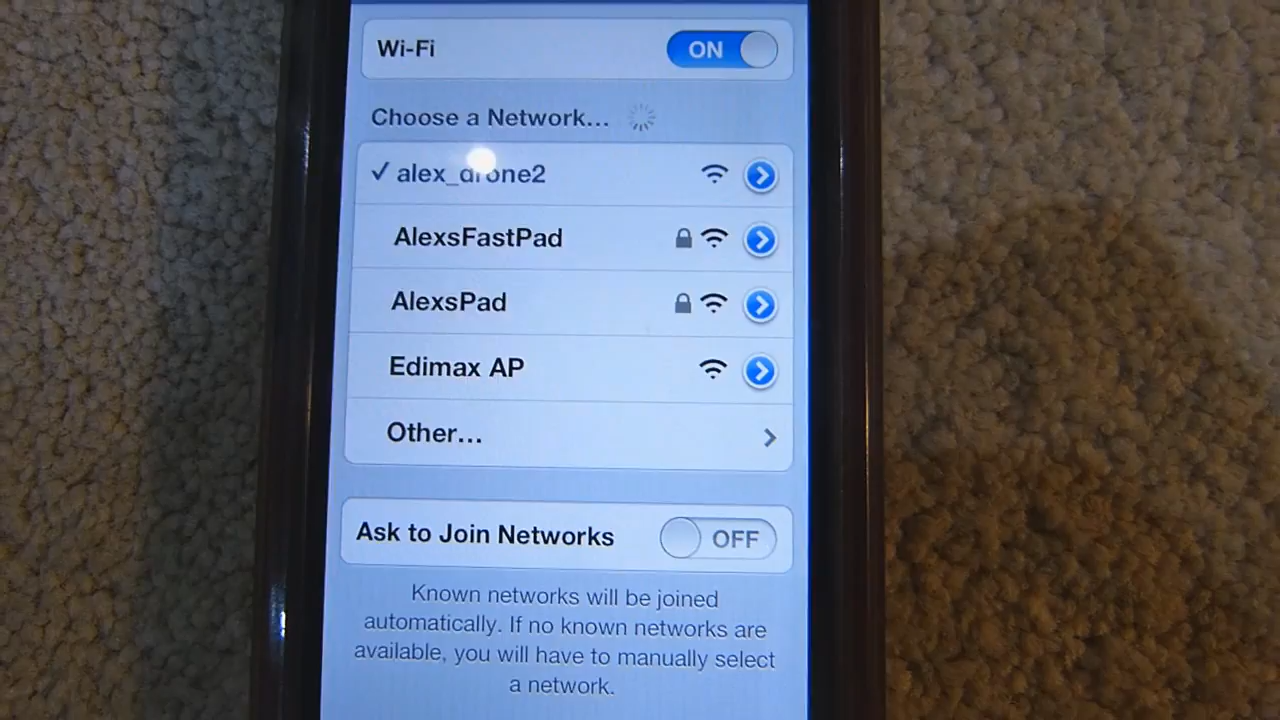 Wi-Fi
ON
Choose a Network...
alex_drone2
AlexsFastPad
AlexsPad
Edimax AP
Other...
Ask to Join Networks
OFF
Known networks will be joined
automatically. If no known networks are
available, you will have to manually select
a network.